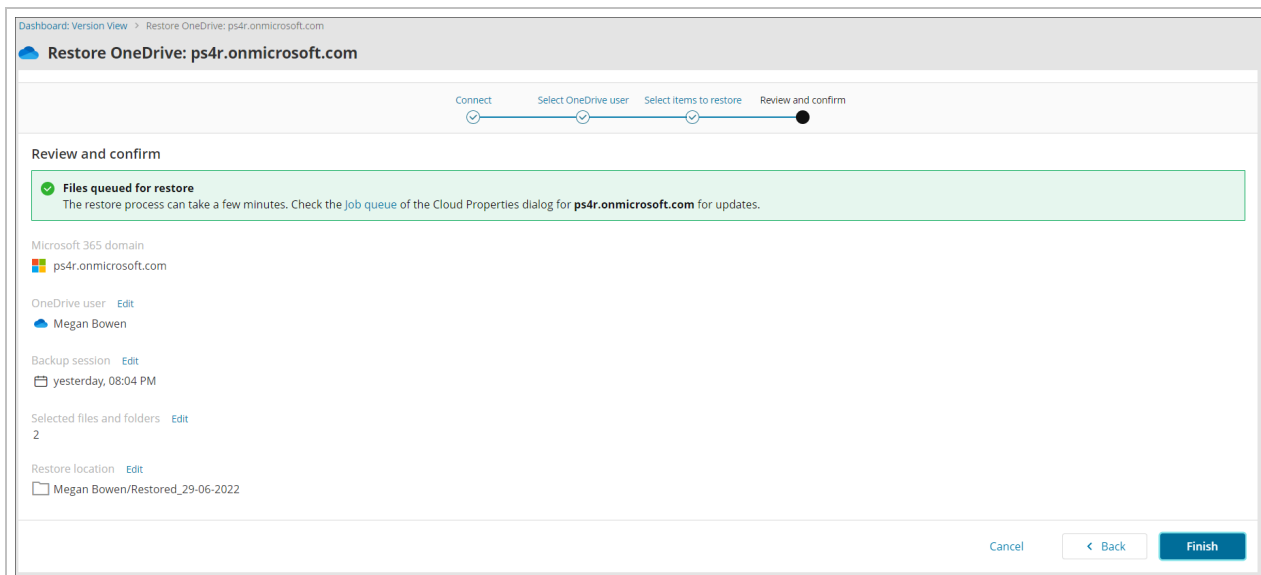 Dashboard: Version View > Restore OneDrive: ps4r.onmicrosoft.com
Restore OneDrive: ps4r.onmicrosoft.com
Connect Select OneDrive user Select items to restore Review and confirm
Review and confirm
Files queued for restore
The restore process can take a few minutes. Check the Job queue of the Cloud Properties dialog for ps4r.onmicrosoft.com for updates.
Microsoft 365 domain
ps4r.onmicrosoft.com
OneDrive user Edit
Megan Bowen
Backup session Edit
yesterday, 08:04 PM
Selected files and folders Edit
2
Restore location Edit
Megan Bowen/Restored_29-06-2022
Cancel < Back Finish